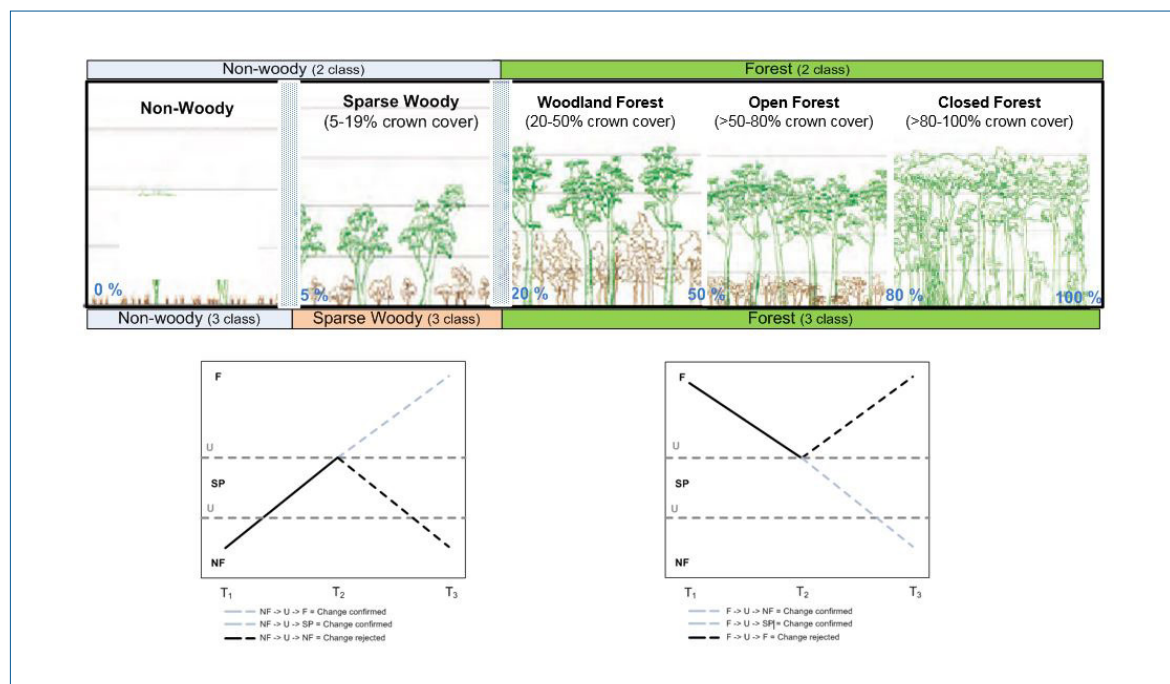 Non-woody (2 class)
Forest (2 class)
Non-Woody
Sparse Woody
(5-19% crown cover)
Woodland Forest
(20-50% crown cover)
Open Forest
(>50-80% crown cover)
Closed Forest
(>80-100% crown cover)
0 %
5 %
20 %
50 %
80 %
100 %
Non-woody (3 class)
Sparse Woody (3 class)
Forest (3 class)
F
U
SP
U
NF
T1
T2
T3
NF -> U -> F = Change confirmed
NF -> U -> SP = Change confirmed
NF -> U -> NF = Change rejected
F
U
SP
U
NF
T1
T2
T3
F -> U -> NF = Change confirmed
F -> U -> SP = Change confirmed
F -> U -> F = Change rejected